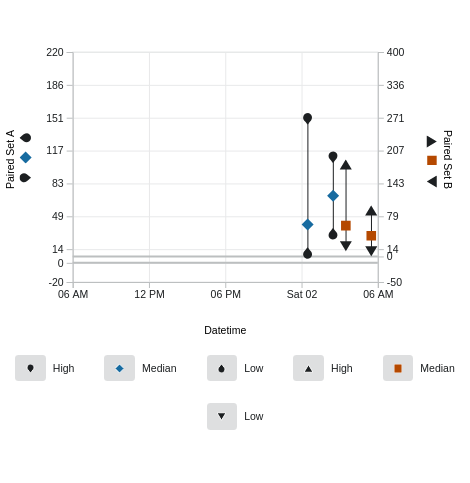 220 400
186 336
151 271
117 207
83 143
49 79
14 14
0 0
-20 -50
Paired Set A
Paired Set B
06 AM 12 PM 06 PM Sat 02 06 AM
Datetime
High Median Low High Median
Low